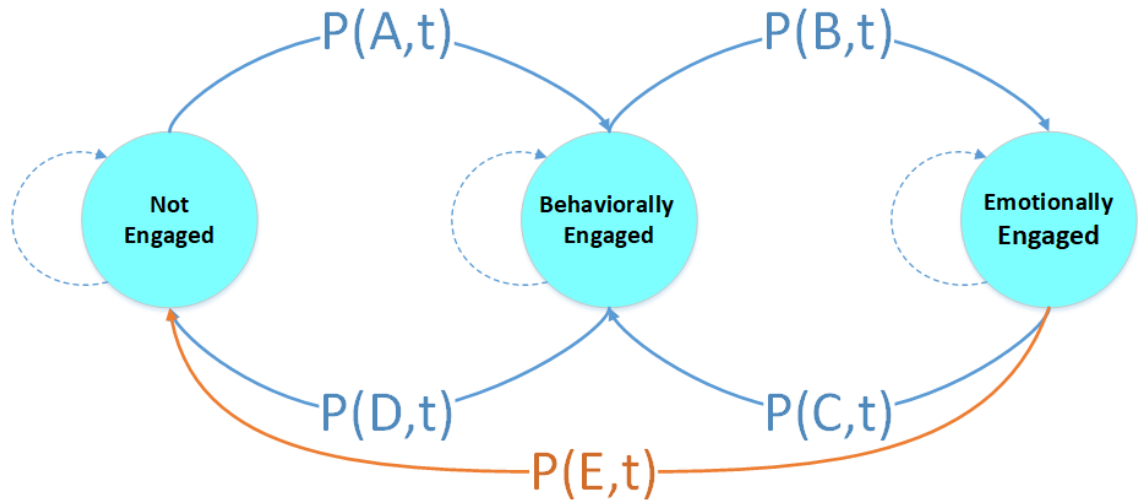 P(A,t)
P(B,t)
Not
Engaged
Behaviorally
Engaged
Emotionally
Engaged
P(D,t)
P(C,t)
P(E,t)